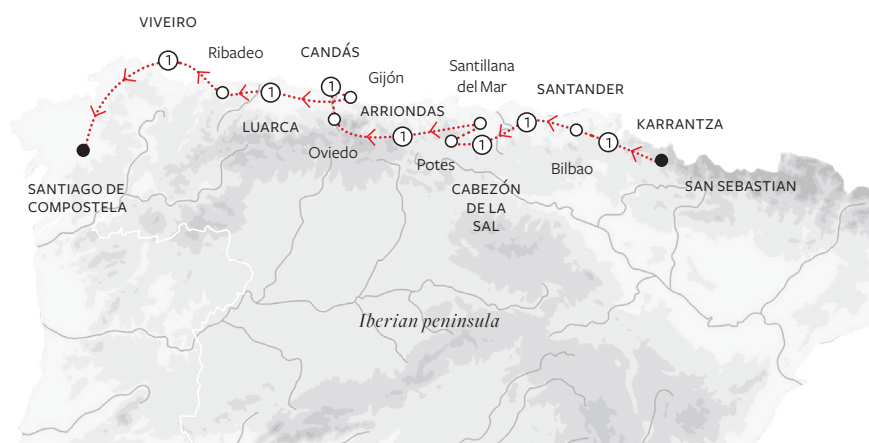 VIVEIRO
Ribadeo
CANDÁS
Gijón
Santillana
del Mar
SANTANDER
KARRANTZA
1
1
1
1
1
1
1
LUARCA
ARRIONDAS
Oviedo
Potes
CABEZÓN
DE LA
SAL
Bilbao
SAN SEBASTIAN
SANTIAGO DE
COMPOSTELA
Iberian peninsula